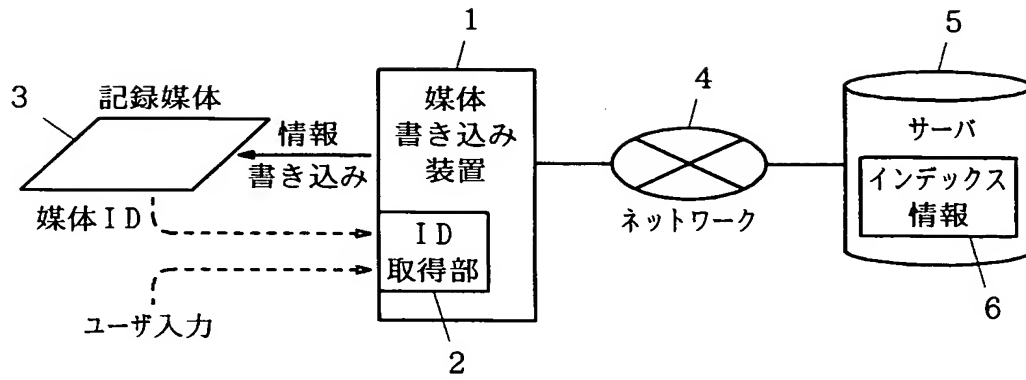 1
媒体
書き込み
装置
3
記録媒体
情報
書き込み
媒体ID
ID
取得部
2
ユーザ入力
4
ネットワーク
5
サーバ
インデックス
情報
6